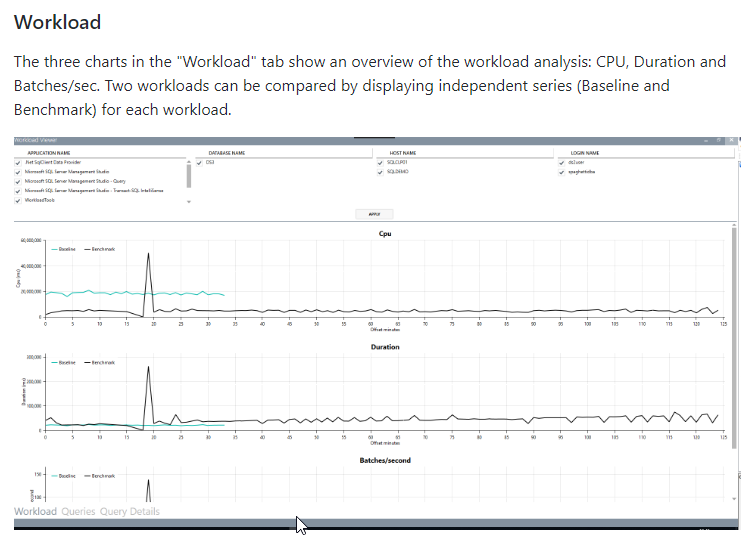 Workload
The three charts in the "Workload" tab show an overview of the workload analysis: CPU, Duration and
Batches/sec. Two workloads can be compared by displaying independent series (Baseline and
Benchmark) for each workload.
Workload Viewer
APPLICATION NAME DATABASE NAME HOST NAME LOGIN NAME
.Net SqlClient Data Provider DS3 SQLCLP01 ds3user
Microsoft SQL Server Management Studio SQLDEMO spaghettidba
Microsoft SQL Server Management Studio - Query
Microsoft SQL Server Management Studio - Transact-SQL IntelliSense
WorkloadTools
APPLY
Cpu
Baseline Benchmark
Cpu (ms)
60,000,000
40,000,000
20,000,000
0
0 5 10 15 20 25 30 35 40 45 50 55 60 65 70 75 80 85 90 95 100 105 110 115 120 125
Offset minutes
Duration
Baseline Benchmark
Duration (ms)
300,000
200,000
100,000
0
0 5 10 15 20 25 30 35 40 45 50 55 60 65 70 75 80 85 90 95 100 105 110 115 120 125
Offset minutes
Batches/second
Baseline Benchmark
150
100
Workload Queries Query Details